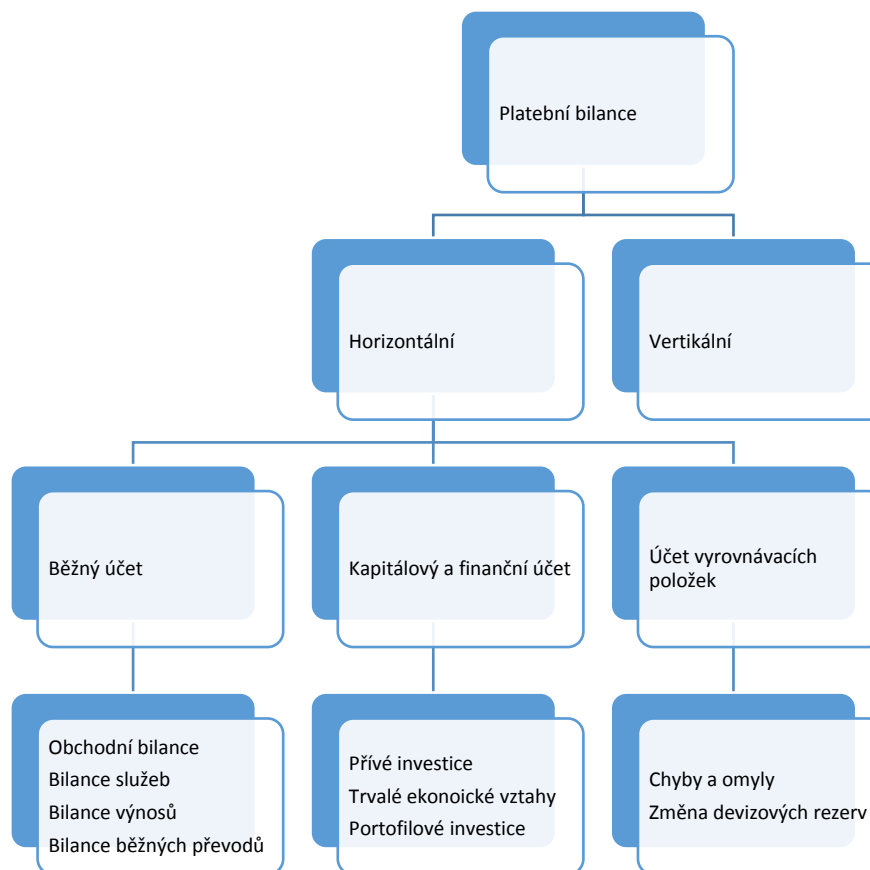 Platební bilance
Horizontální
Vertikální
Běžný účet
Kapitálový a finanční účet
Účet vyrovnávacích
položek
Obchodní bilance
Bilance služeb
Bilance výnosů
Bilance běžných převodů
Přívé investice
Trvalé ekonoické vztahy
Portofilové investice
Chyby a omyly
Změna devizových rezerv